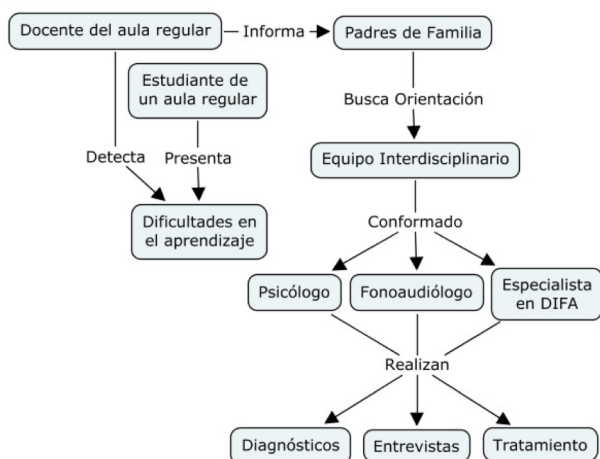 Docente del aula regular
Informa
Padres de Familia
Estudiante de
un aula regular
Busca Orientación
Detecta
Presenta
Equipo Interdisciplinario
Dificultades en
el aprendizaje
Conformado
Psicólogo
Fonoaudiólogo
Especialista
en DIFA
Realizan
Diagnósticos
Entrevistas
Tratamiento